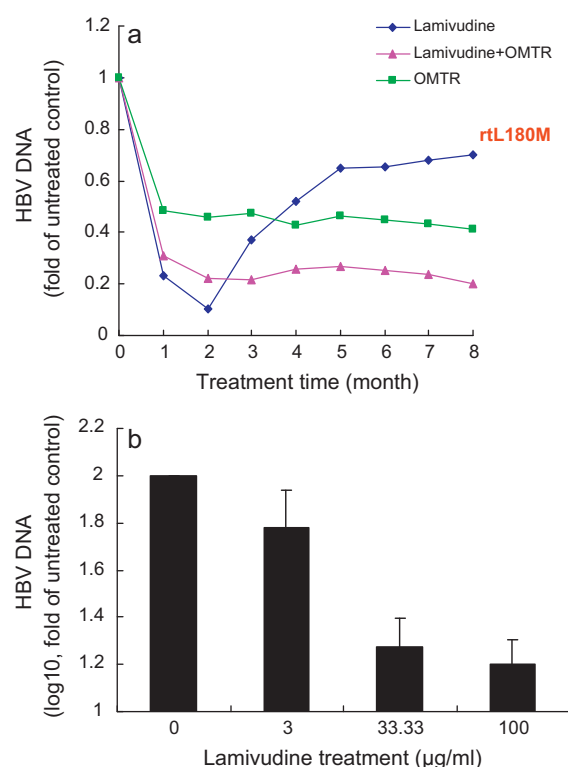 a
Lamivudine
Lamivudine+OMTR
OMTR
rtL180M
HBV DNA
(fold of untreated control)
1.2
1
0.8
0.6
0.4
0.2
0
0 1 2 3 4 5 6 7 8
Treatment time (month)
b
HBV DNA
(log10, fold of untreated control)
2.2
2
1.8
1.6
1.4
1.2
1
0 3 33.33 100
Lamivudine treatment (µg/ml)